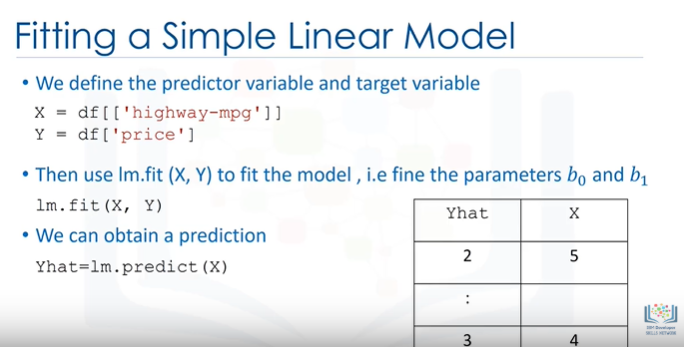 Fitting a Simple Linear Model
• We define the predictor variable and target variable
X = df[['highway-mpg']]
Y = df['price']
• Then use lm.fit (X, Y) to fit the model , i.e fine the parameters b₀ and b₁
lm.fit(X, Y)
• We can obtain a prediction
Yhat=lm.predict(X)
Yhat X
2 5
:
3 4
IBM Developer
SKILLS NETWORK